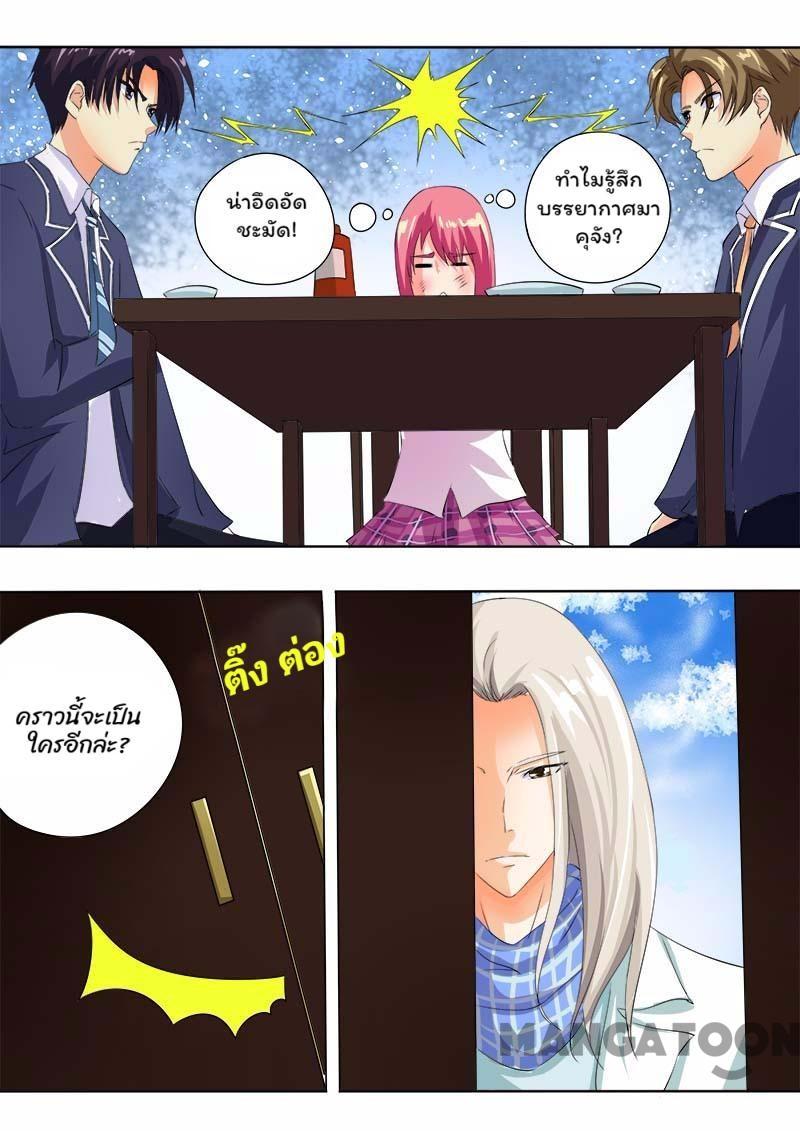 น่าอึดอัด
ชะมัด!
ทำไมรู้สึก
บรรยากาศมา
คุจัง?
คราวนี้จะเป็น
ใครอีกล่ะ?
ติ๊ง ต่อง
MANGATOON